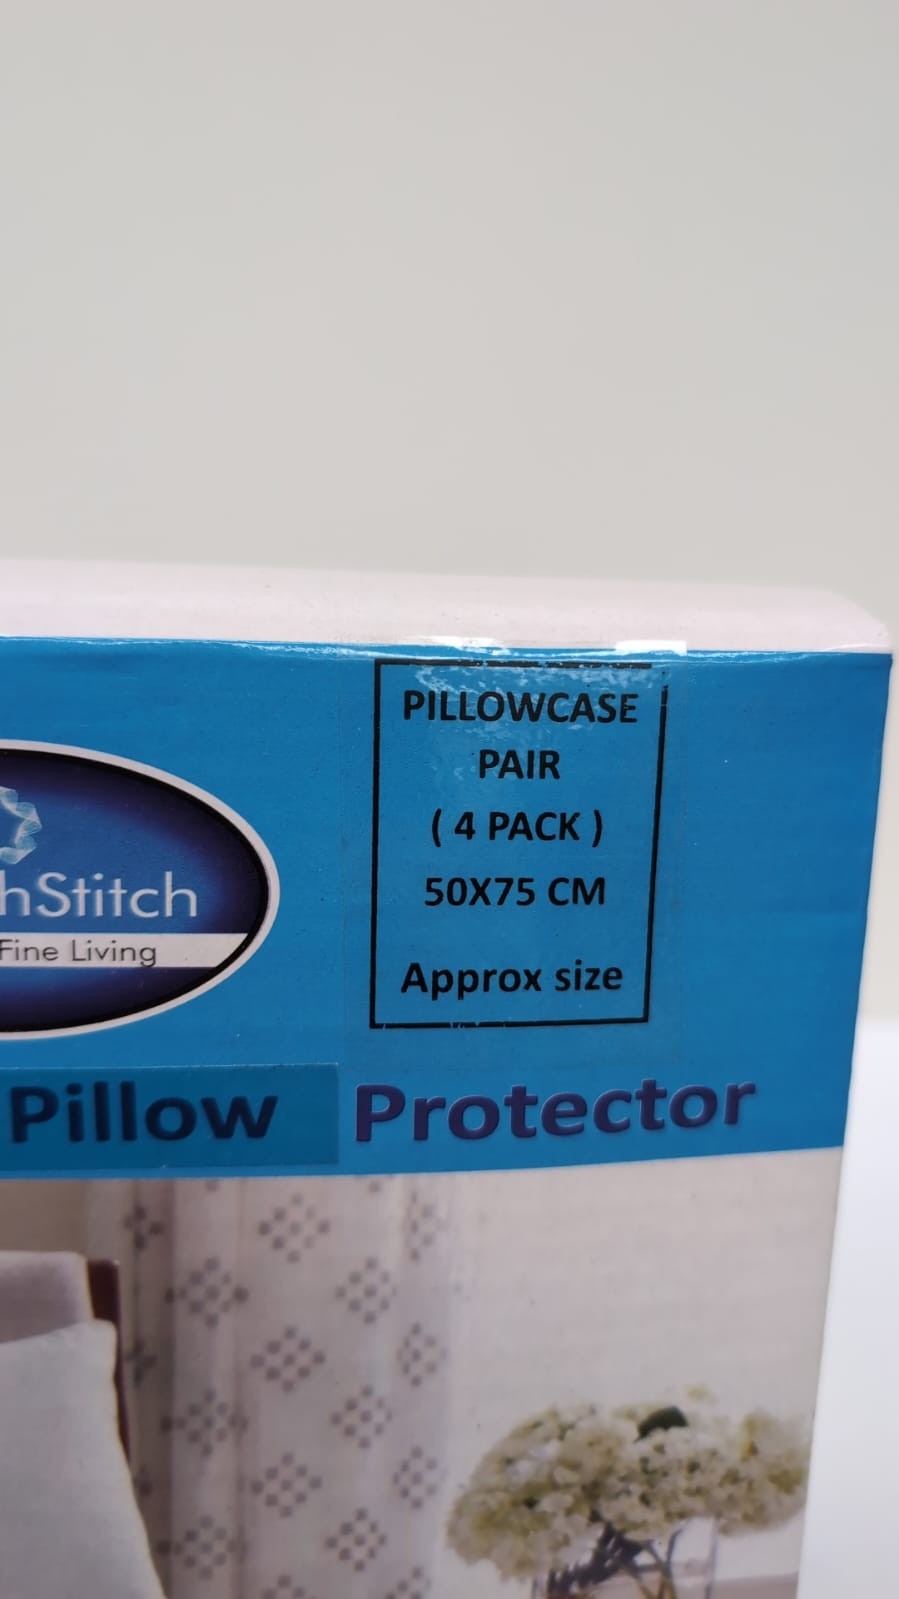 PILLOWCASE
PAIR
( 4 PACK )
50X75 CM
Approx size
hStitch
Fine Living
Pillow Protector